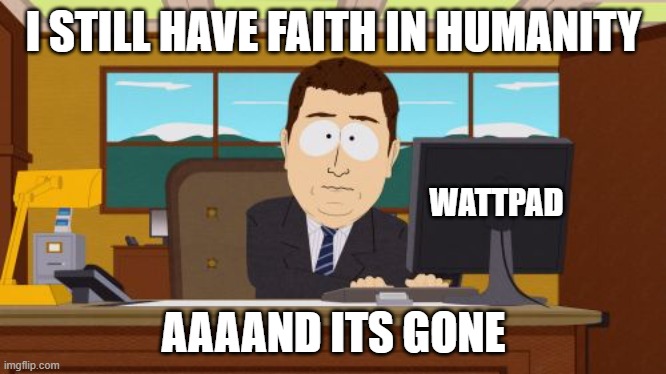 I STILL HAVE FAITH IN HUMANITY
WATTPAD
AAAAND ITS GONE
imgflip.com